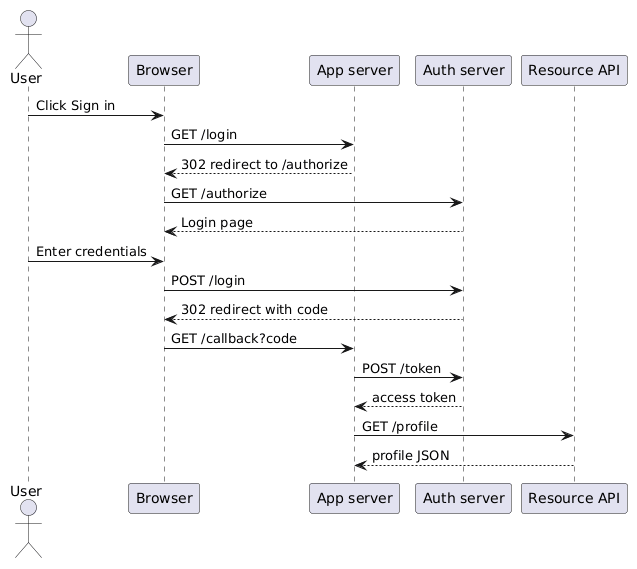 User
Browser
App server
Auth server
Resource API
Click Sign in
GET /login
302 redirect to /authorize
GET /authorize
Login page
Enter credentials
POST /login
302 redirect with code
GET /callback?code
POST /token
access token
GET /profile
profile JSON
User
Browser
App server
Auth server
Resource API